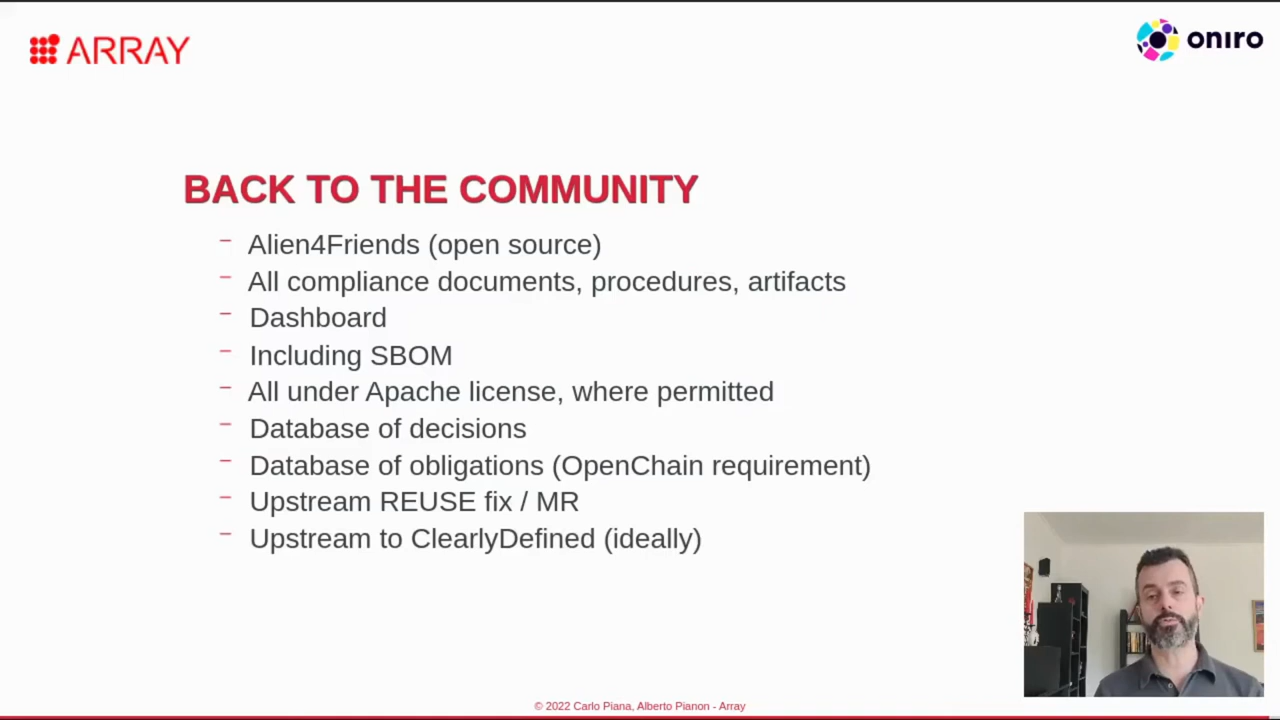 ARRAY
oniro
BACK TO THE COMMUNITY
– Alien4Friends (open source)
– All compliance documents, procedures, artifacts
– Dashboard
– Including SBOM
– All under Apache license, where permitted
– Database of decisions
– Database of obligations (OpenChain requirement)
– Upstream REUSE fix / MR
– Upstream to ClearlyDefined (ideally)
© 2022 Carlo Piana, Alberto Pianon - Array